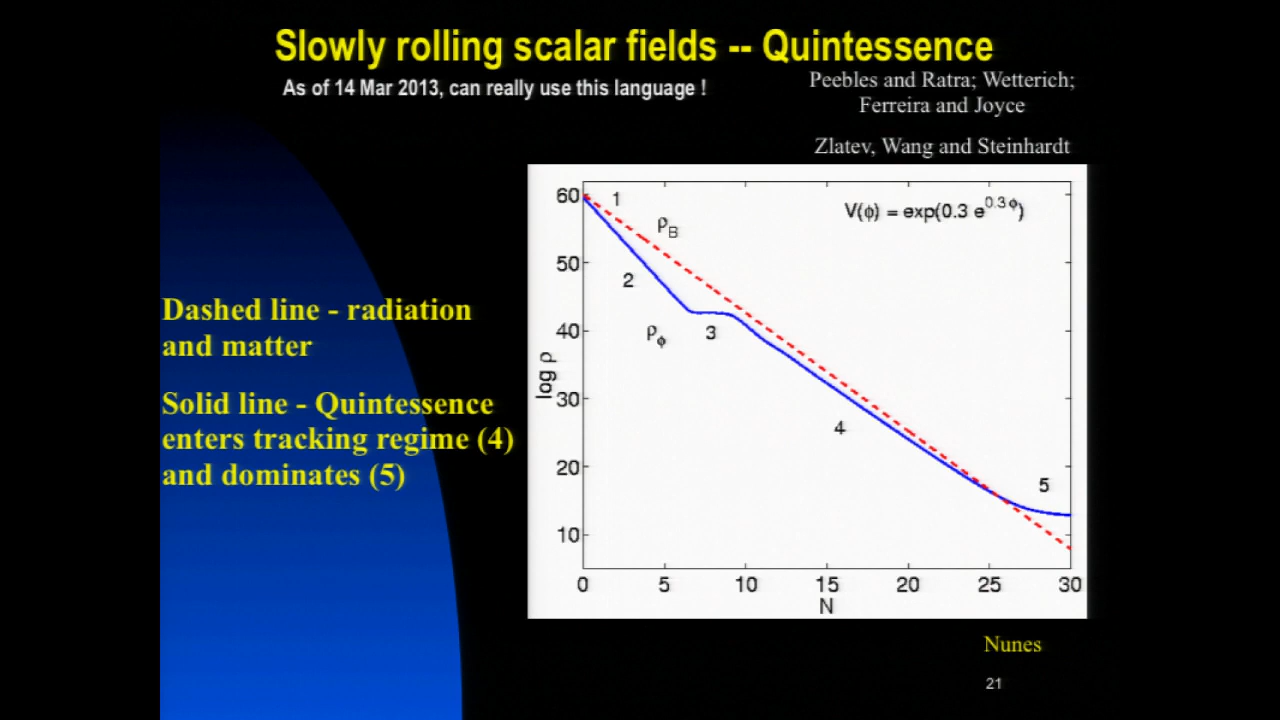 Slowly rolling scalar fields -- Quintessence
As of 14 Mar 2013, can really use this language !
Peebles and Ratra; Wetterich;
Ferreira and Joyce
Zlatev, Wang and Steinhardt
Dashed line - radiation
and matter
Solid line - Quintessence
enters tracking regime (4)
and dominates (5)
V(ϕ) = exp(0.3 e^0.3 ϕ)
log ρ
60
50
40
30
20
10
1
ρ_B
2
ρ_ϕ
3
4
5
0 5 10 15 20 25 30
N
Nunes
21